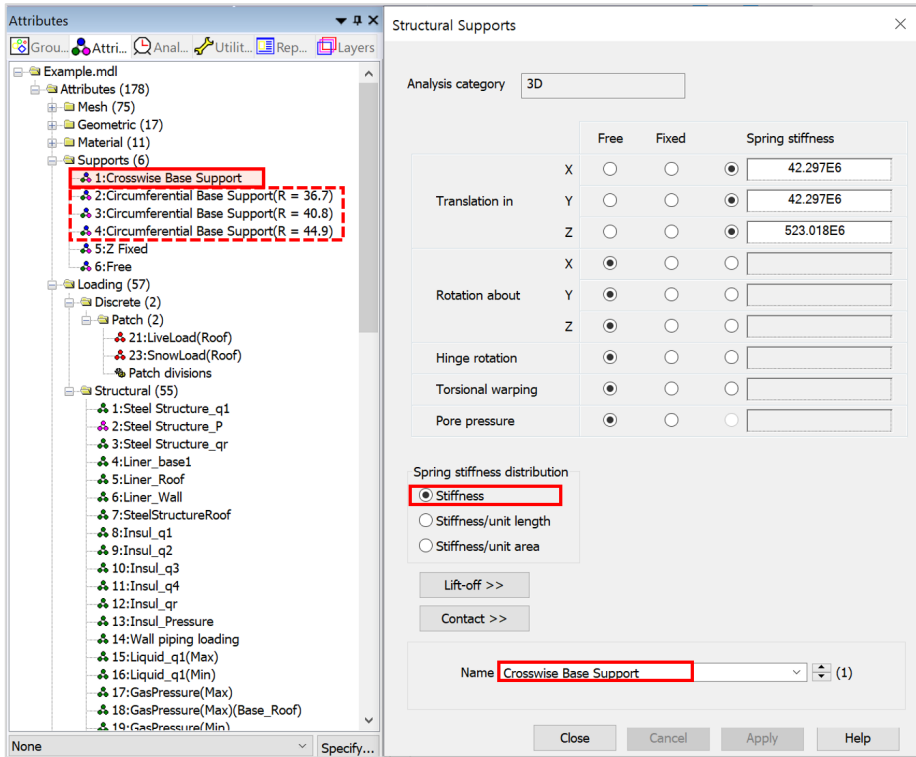 Attributes
Grou... Attri... Anal... Utilit... Rep... Layers
Example.mdl
Attributes (178)
Mesh (75)
Geometric (17)
Material (11)
Supports (6)
1:Crosswise Base Support
2:Circumferential Base Support(R = 36.7)
3:Circumferential Base Support(R = 40.8)
4:Circumferential Base Support(R = 44.9)
5:Z Fixed
6:Free
Loading (57)
Discrete (2)
Patch (2)
21:LiveLoad(Roof)
23:SnowLoad(Roof)
Patch divisions
Structural (55)
1:Steel Structure_q1
2:Steel Structure_P
3:Steel Structure_qr
4:Liner_base1
5:Liner_Roof
6:Liner_Wall
7:SteelStructureRoof
8:Insul_q1
9:Insul_q2
10:Insul_q3
11:Insul_q4
12:Insul_qr
13:Insul_Pressure
14:Wall piping loading
15:Liquid_q1(Max)
16:Liquid_q1(Min)
17:GasPressure(Max)
18:GasPressure(Max)(Base_Roof)
19:GasPressure(Min)
None Specify...
Structural Supports
Analysis category 3D
Free Fixed Spring stiffness
X 42.297E6
Translation in Y 42.297E6
Z 523.018E6
X
Rotation about Y
Z
Hinge rotation
Torsional warping
Pore pressure
Spring stiffness distribution
Stiffness
Stiffness/unit length
Stiffness/unit area
Lift-off >>
Contact >>
Name Crosswise Base Support (1)
Close Cancel Apply Help